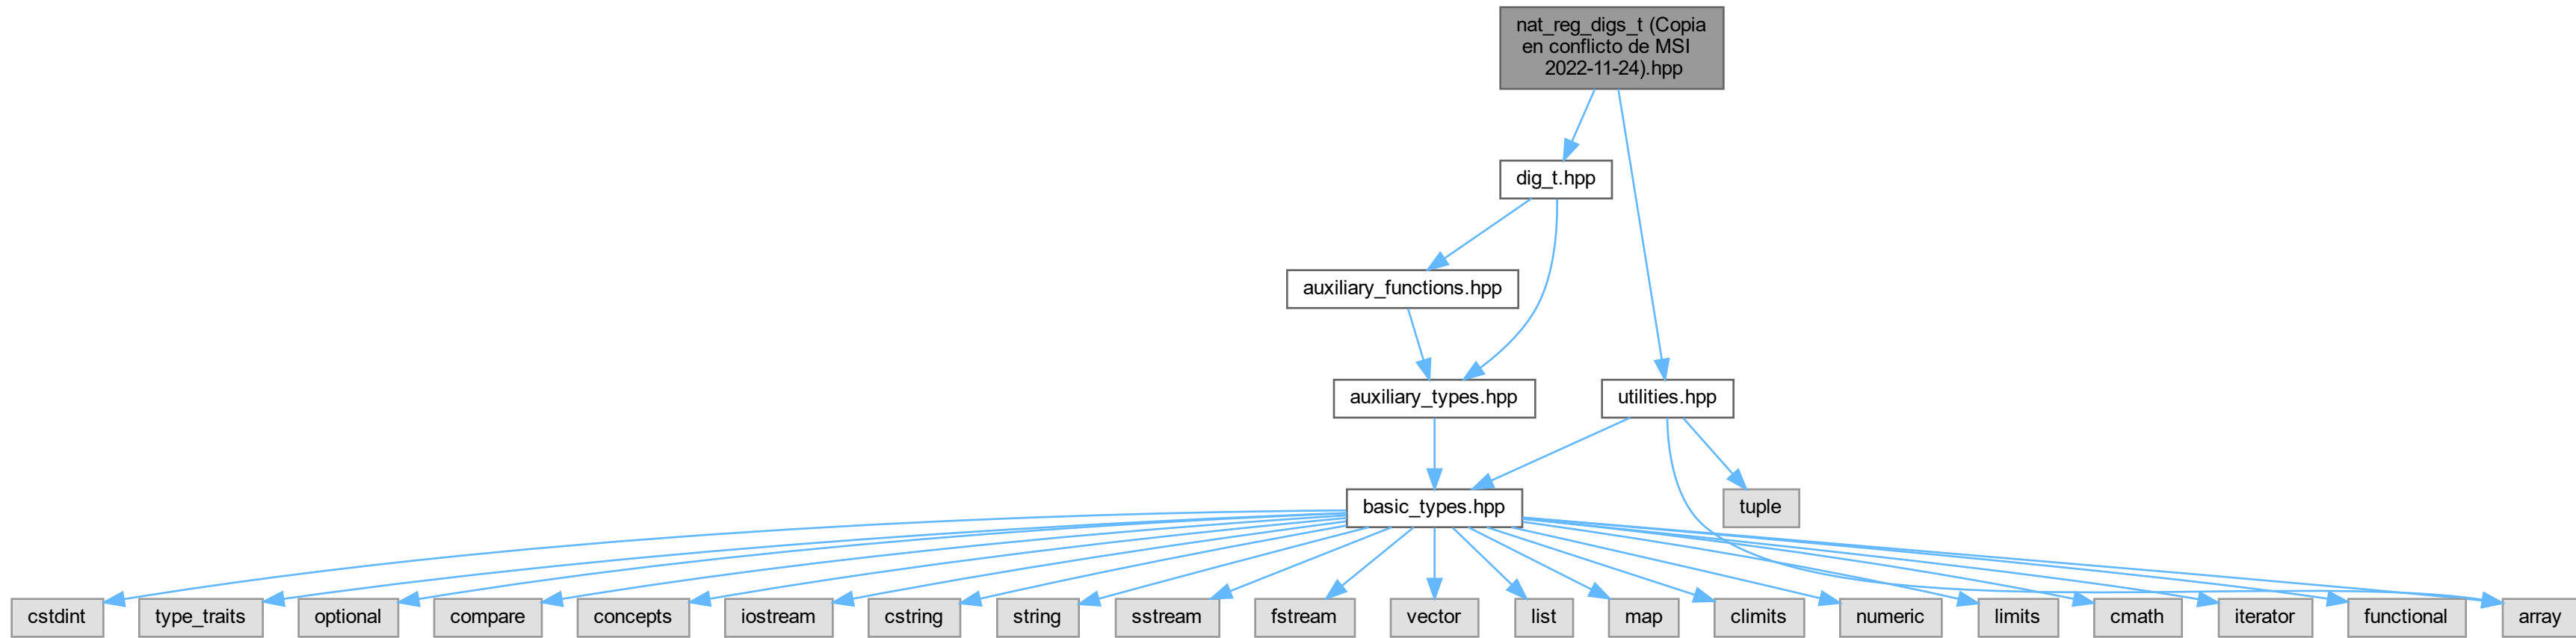 nat_reg_digs_t (Copia
en conflicto de MSI
2022-11-24).hpp
dig_t.hpp
auxiliary_functions.hpp
auxiliary_types.hpp
utilities.hpp
basic_types.hpp
tuple
cstdint
type_traits
optional
compare
concepts
iostream
cstring
string
sstream
fstream
vector
list
map
climits
numeric
limits
cmath
iterator
functional
array